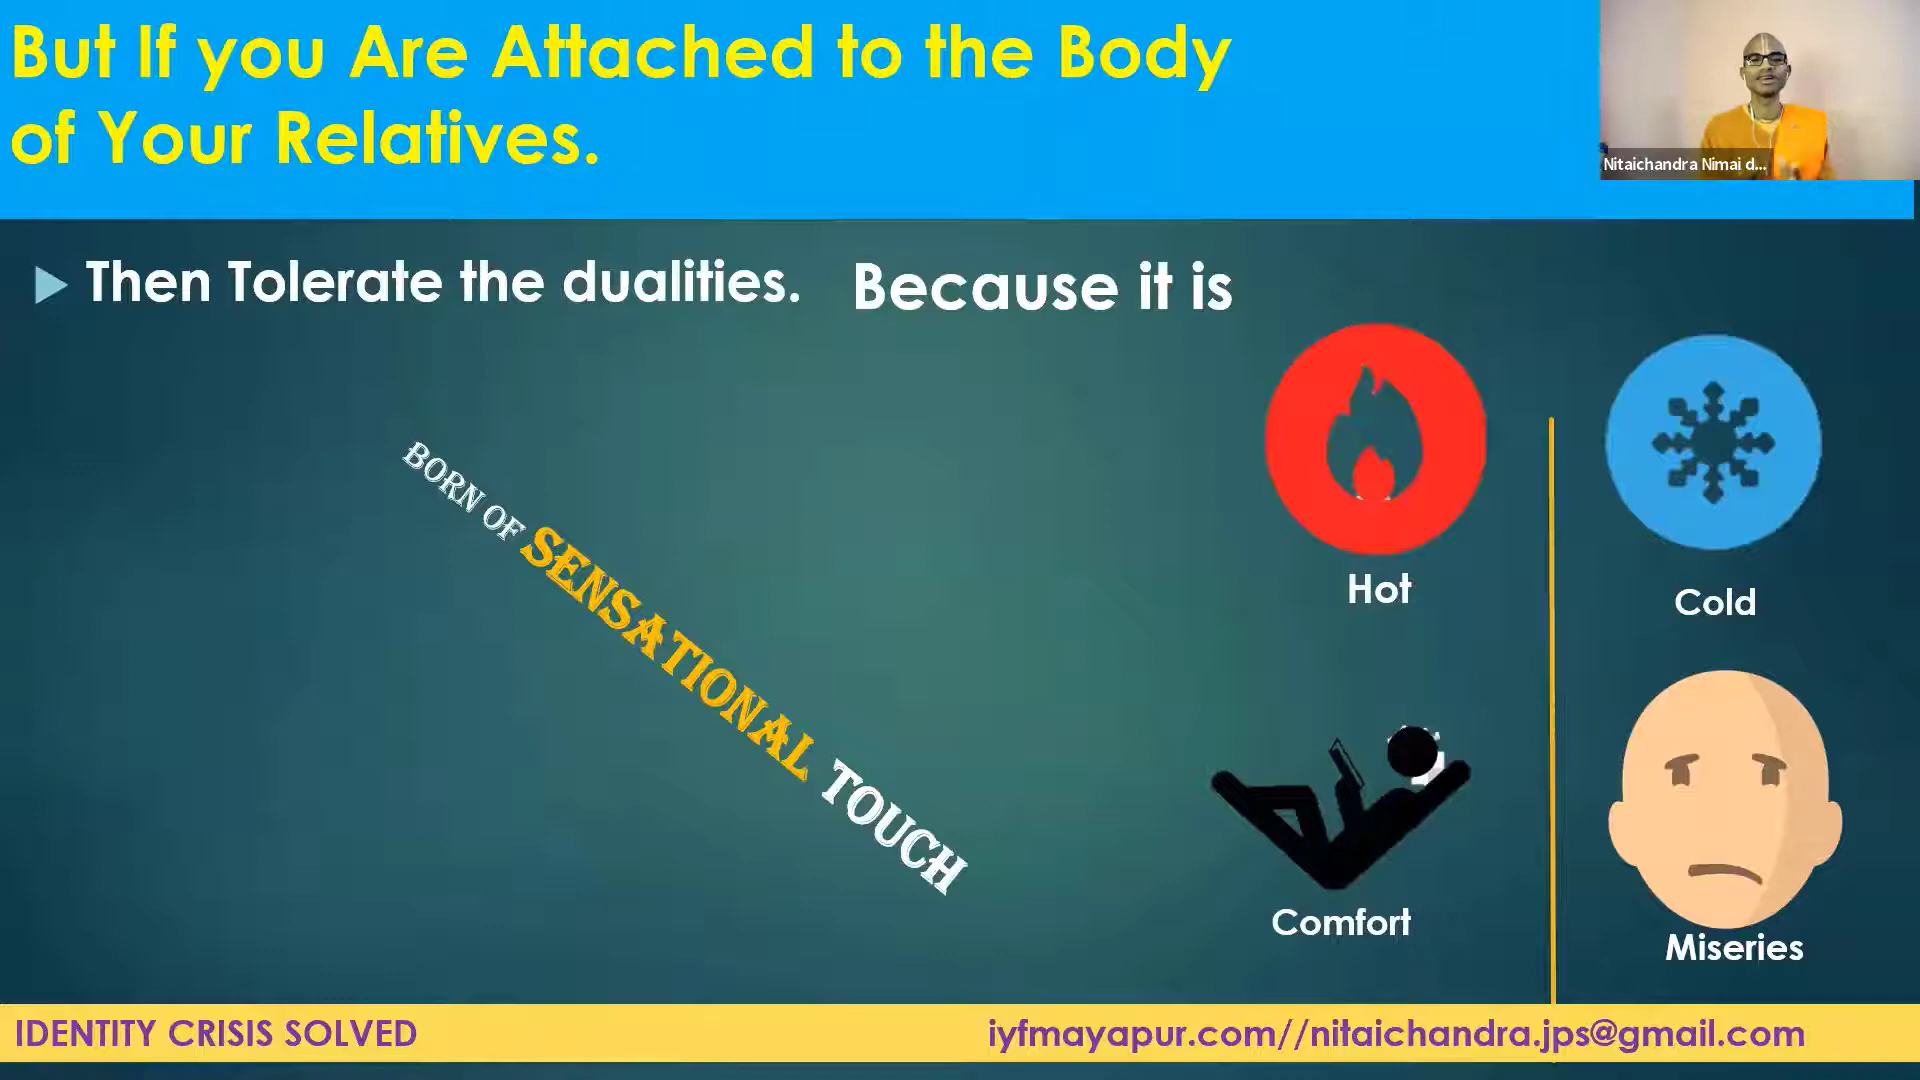 But If you Are Attached to the Body
of Your Relatives.
Nitaichandra Nimai d...
Then Tolerate the dualities.
Because it is
BORN OF SENSATIONAL TOUCH
Hot
Cold
Comfort
Miseries
IDENTITY CRISIS SOLVED
iyfmayapur.com//nitaichandra.jps@gmail.com